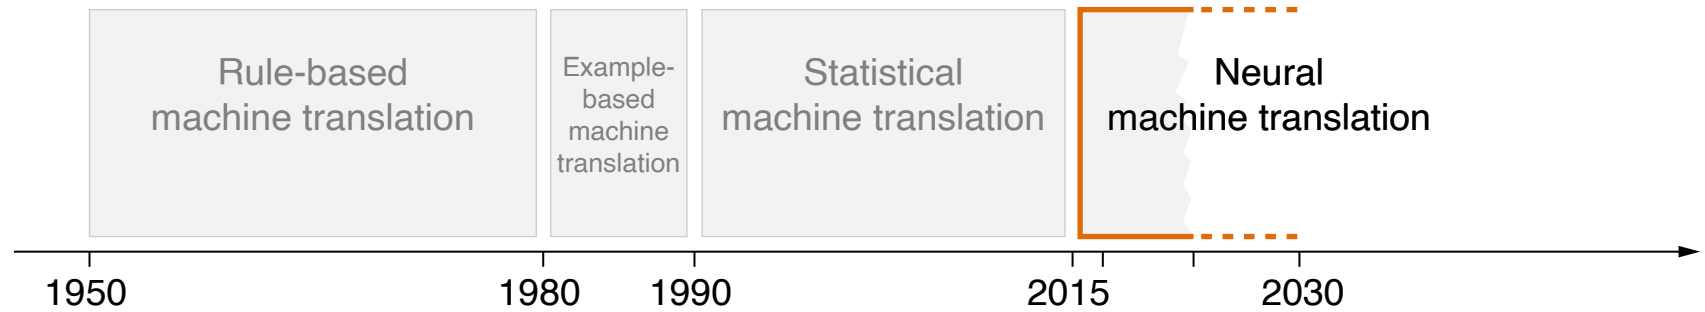 Rule-based
machine translation
Example-
based
machine
translation
Statistical
machine translation
Neural
machine translation
1950
1980
1990
2015
2030